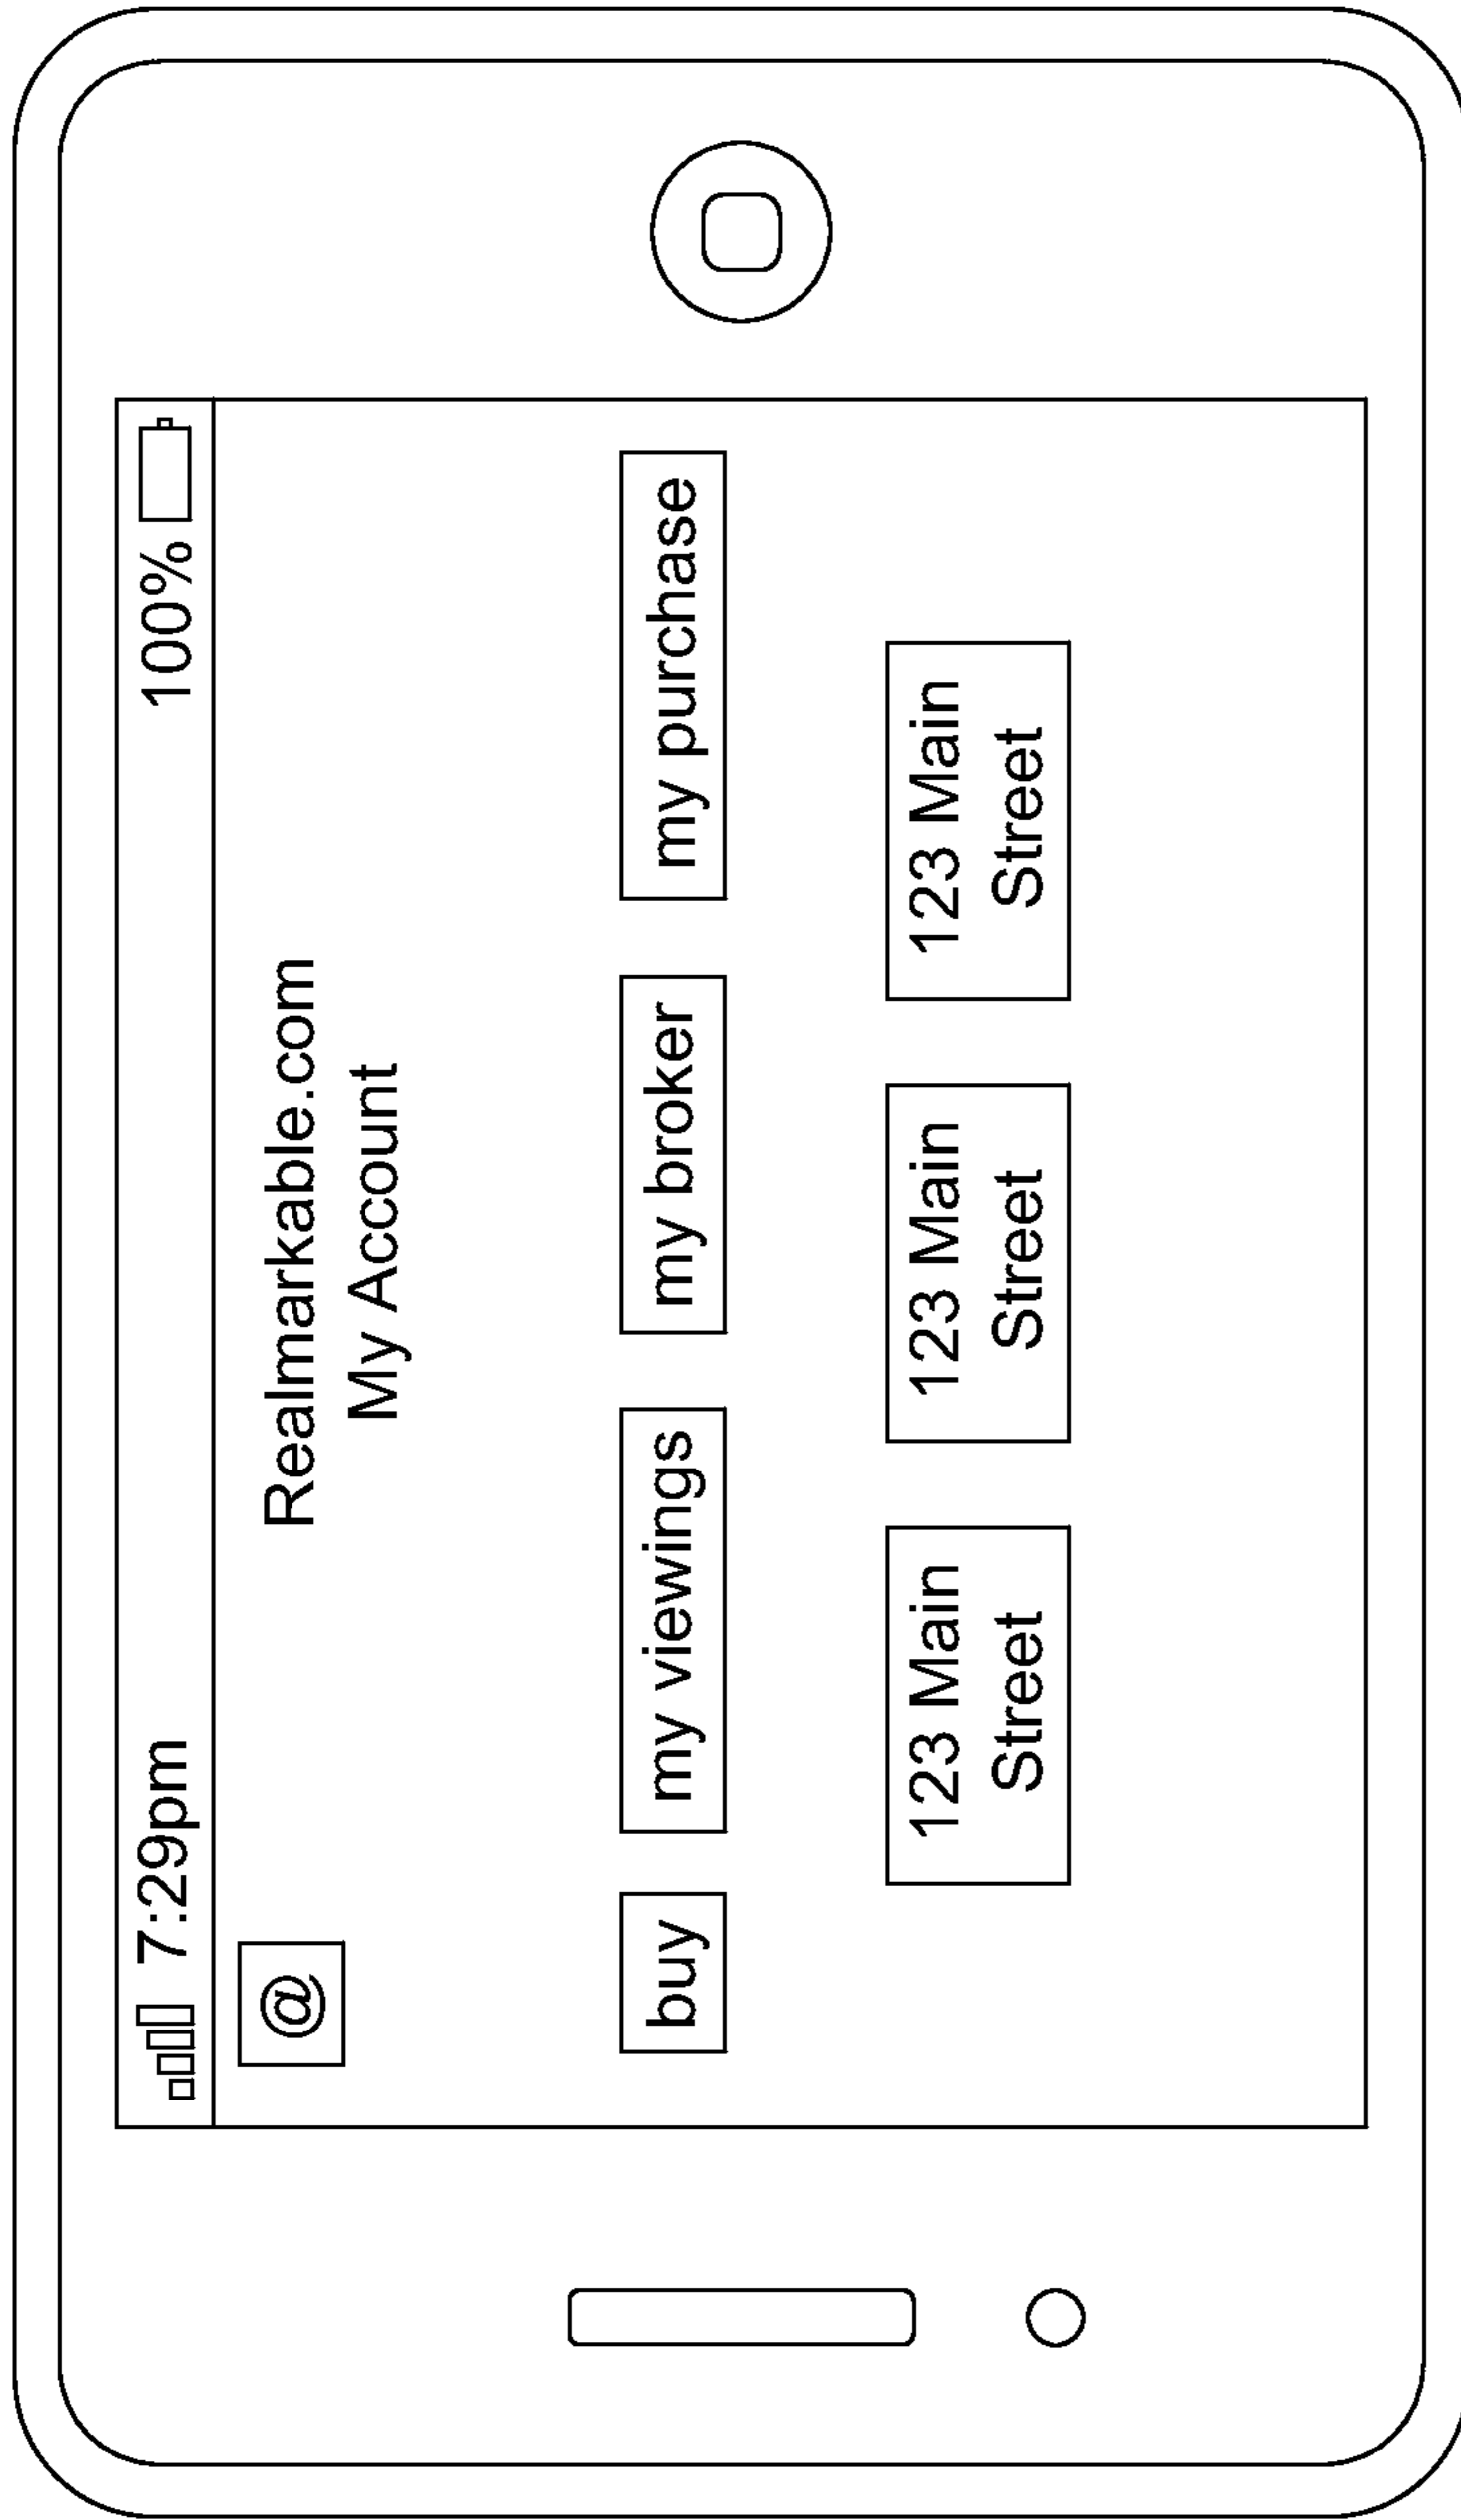 7:29pm 100%
@
Realmarkable.com
My Account
buy my viewings my broker my purchase
123 Main 123 Main 123 Main
Street Street Street